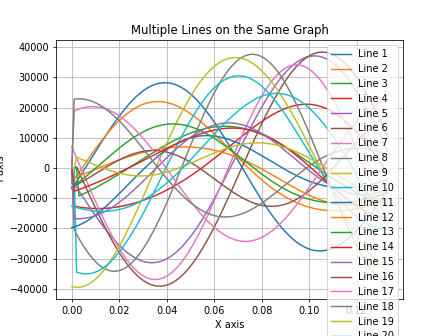 Multiple Lines on the Same Graph
40000
30000
20000
10000
0
-10000
-20000
-30000
-40000
0.00
0.02
0.04
0.06
0.08
0.10
X axis
Line 1
Line 2
Line 3
Line 4
Line 5
Line 6
Line 7
Line 8
Line 9
Line 10
Line 11
Line 12
Line 13
Line 14
Line 15
Line 16
Line 17
Line 18
Line 19
Line 20